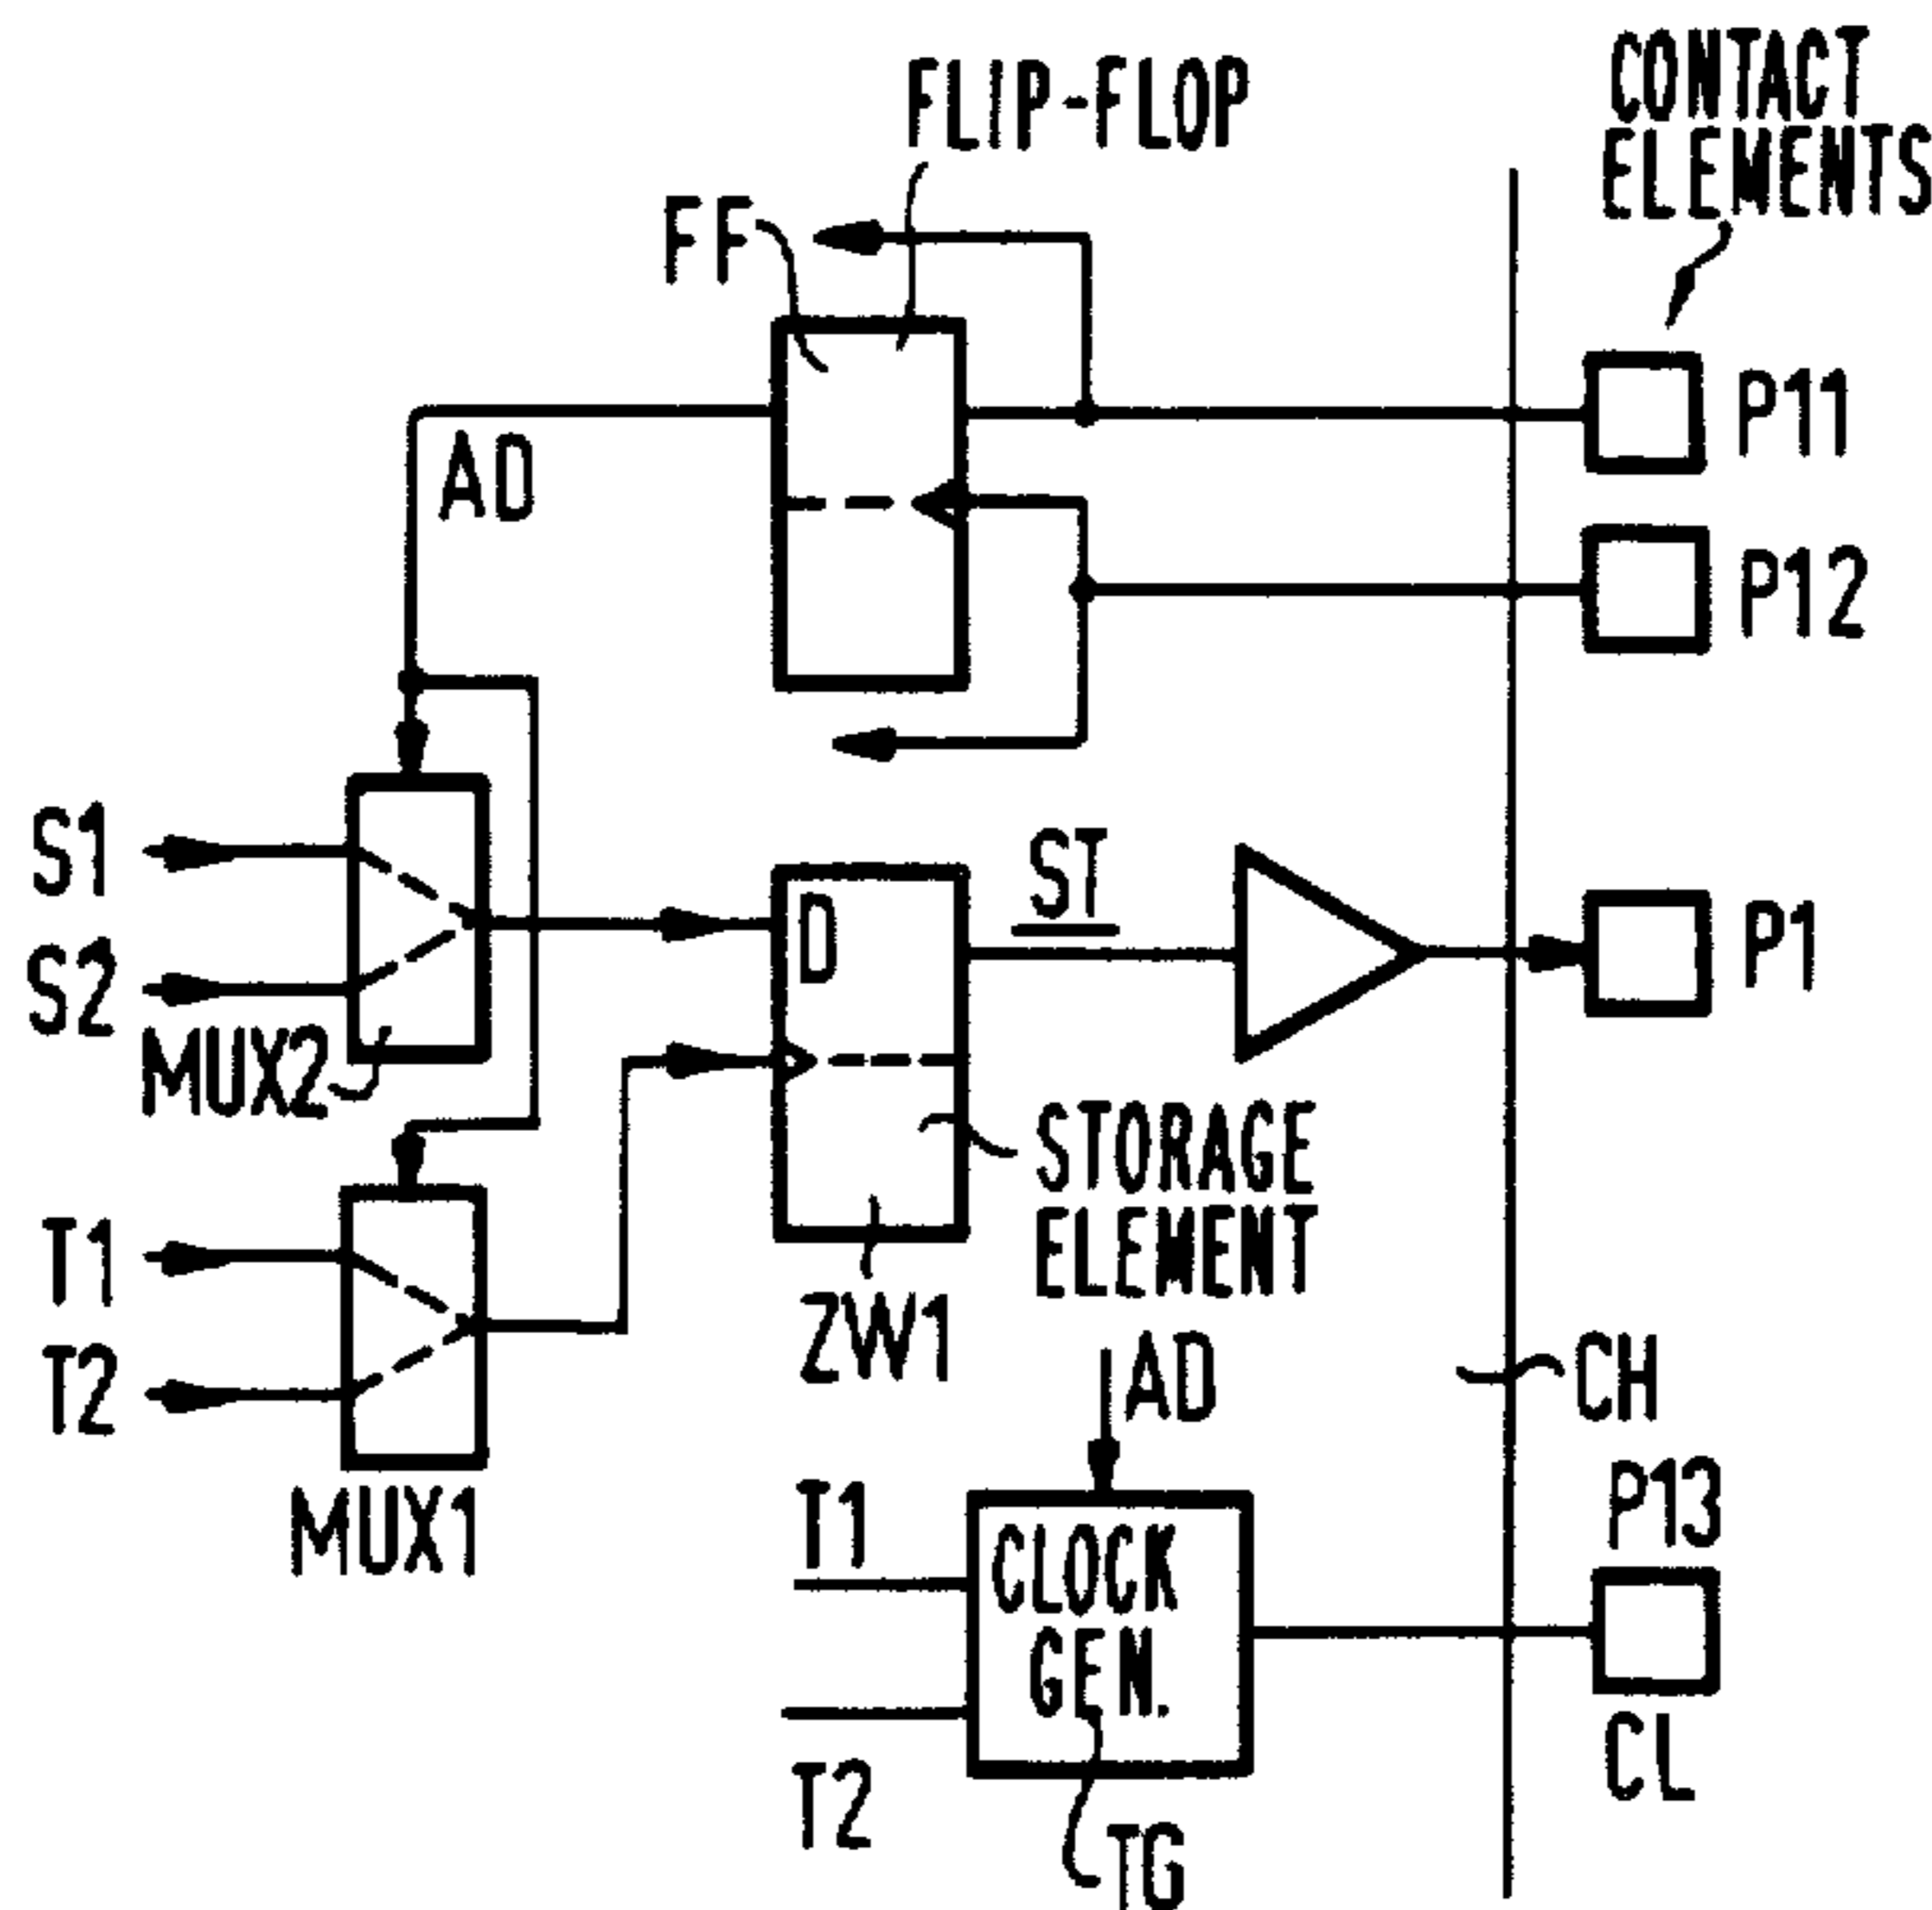 FLIP-FLOP
CONTACT
ELEMENTS
FF
P11
AD
P12
S1
S2
MUX2
D
ST
P1
STORAGE
ELEMENT
T1
T2
MUX1
ZW1
AD
CH
T1
CLOCK
GEN.
P13
T2
CL
TG